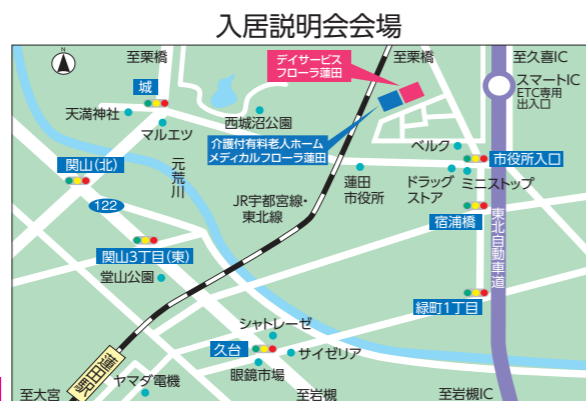 入居説明会会場
N
至栗橋
デイサービス
フローラ蓮田
至栗橋
至久喜IC
スマートIC
ETC専用
出入口
城
天満神社
マルエツ
西城沼公園
介護付有料老人ホーム
メディカルフローラ蓮田
ベルク
市役所入口
関山(北)
元荒川
JR宇都宮線・
東北線
蓮田
市役所
ドラッグ
ストア
ミニストップ
122
宿浦橋
東北自動車道
関山3丁目(東)
堂山公園
緑町1丁目
シャトレーゼ
久台
サイゼリア
眼鏡市場
蓮田駅
至大宮
ヤマダ電機
至岩槻
至岩槻IC